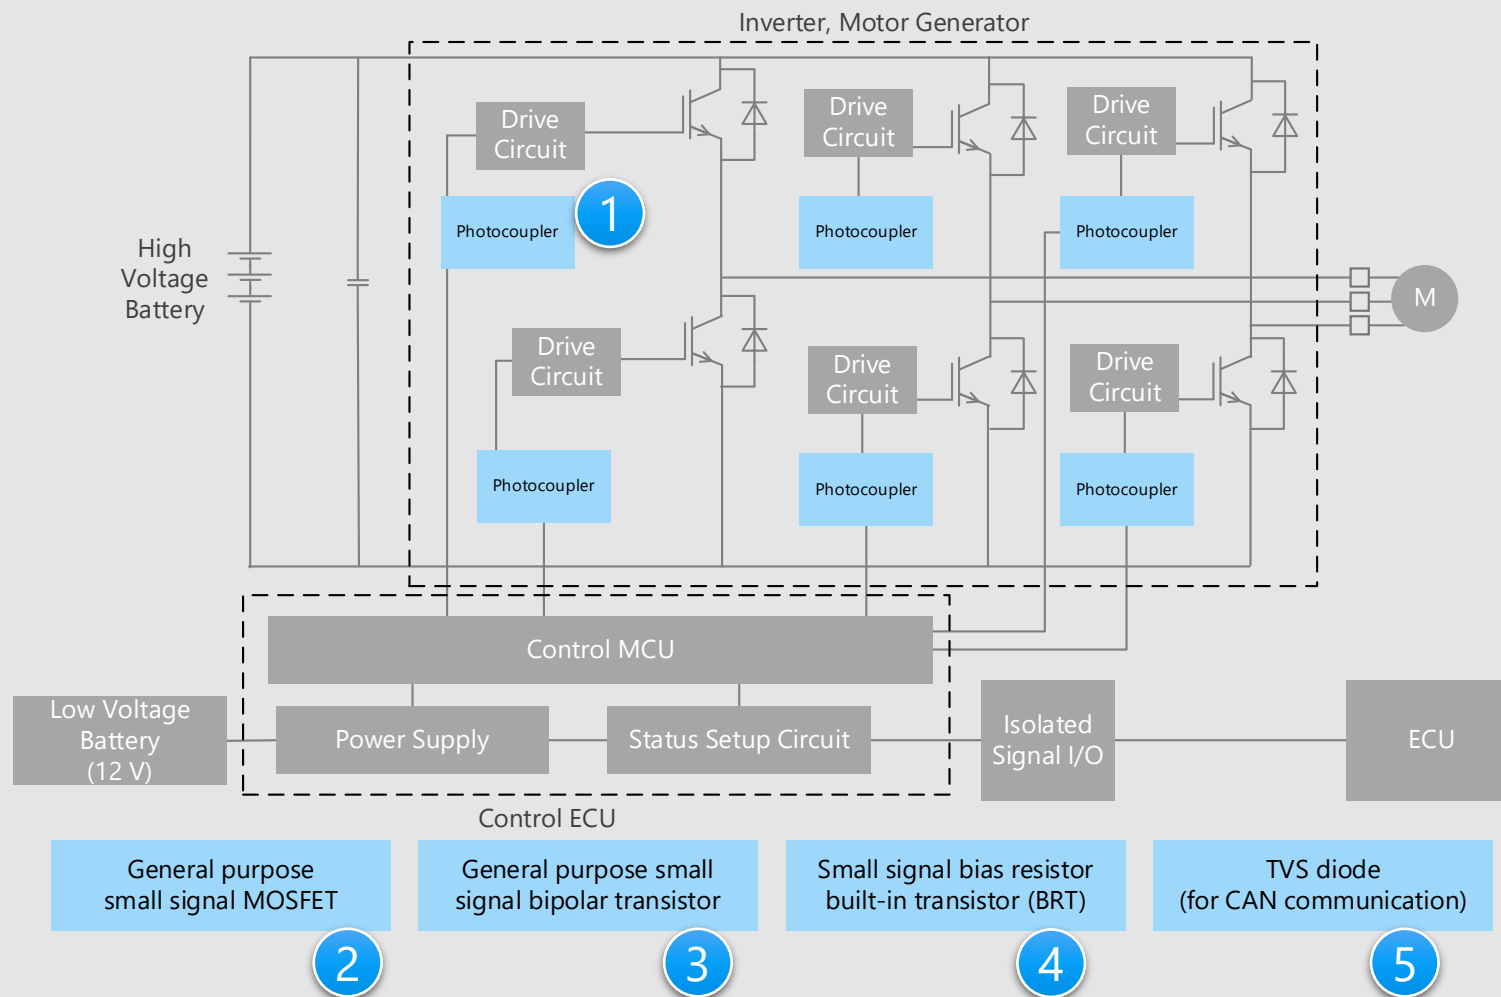 Inverter, Motor Generator
Drive
Circuit
Drive
Circuit
Drive
Circuit
Photocoupler
1
Photocoupler
Photocoupler
High
Voltage
Battery
M
Drive
Circuit
Drive
Circuit
Drive
Circuit
Photocoupler
Photocoupler
Photocoupler
Control MCU
Low Voltage
Battery
(12 V)
Power Supply
Status Setup Circuit
Isolated
Signal I/O
ECU
Control ECU
General purpose
small signal MOSFET
2
General purpose small
signal bipolar transistor
3
Small signal bias resistor
built-in transistor (BRT)
4
TVS diode
(for CAN communication)
5